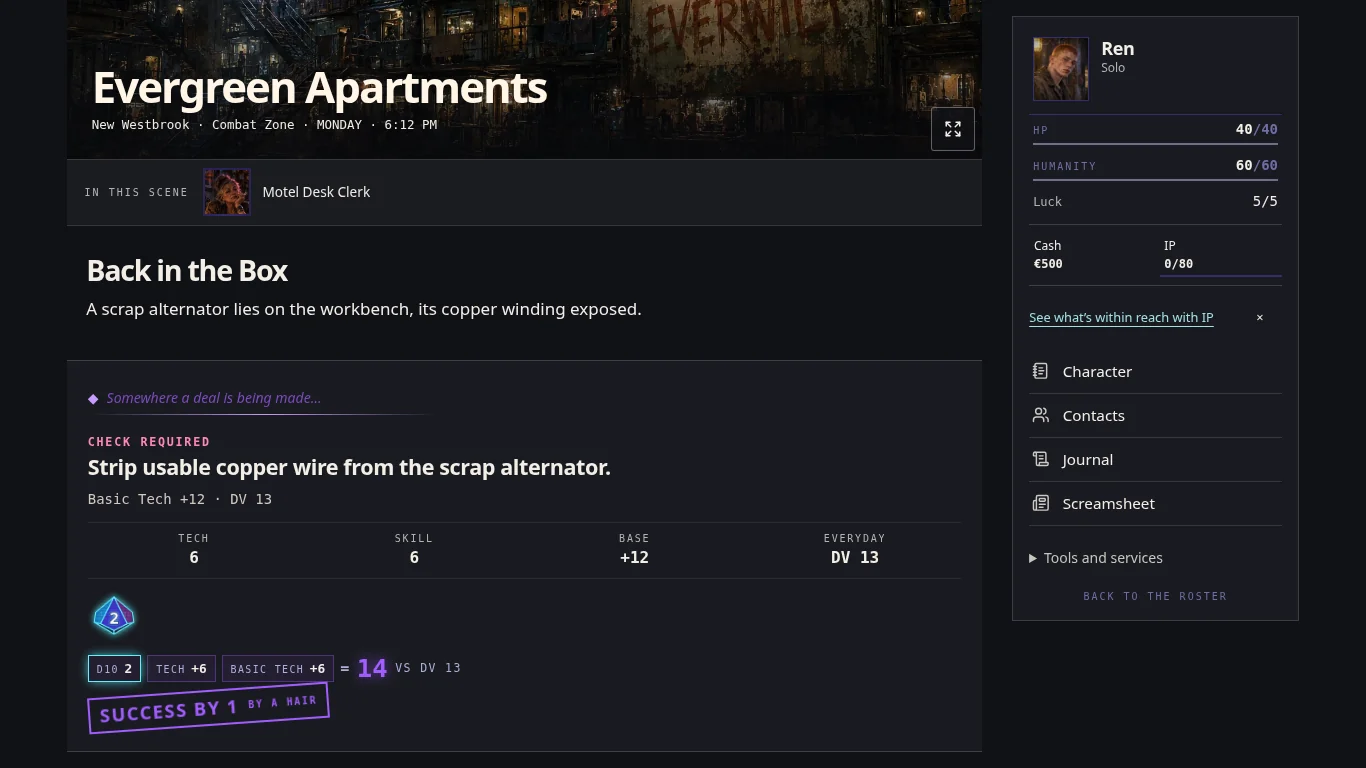 EVERWILT
Evergreen Apartments
New Westbrook · Combat Zone · MONDAY · 6:12 PM
IN THIS SCENE
Motel Desk Clerk
Back in the Box
A scrap alternator lies on the workbench, its copper winding exposed.
Somewhere a deal is being made...
CHECK REQUIRED
Strip usable copper wire from the scrap alternator.
Basic Tech +12 · DV 13
TECH SKILL BASE EVERYDAY
6 6 +12 DV 13
2
D10 2 TECH +6 BASIC TECH +6 = 14 VS DV 13
SUCCESS BY 1 BY A HAIR
Ren
Solo
HP 40/40
HUMANITY 60/60
Luck 5/5
Cash IP
€500 0/80
See what's within reach with IP ×
Character
Contacts
Journal
Screamsheet
Tools and services
BACK TO THE ROSTER